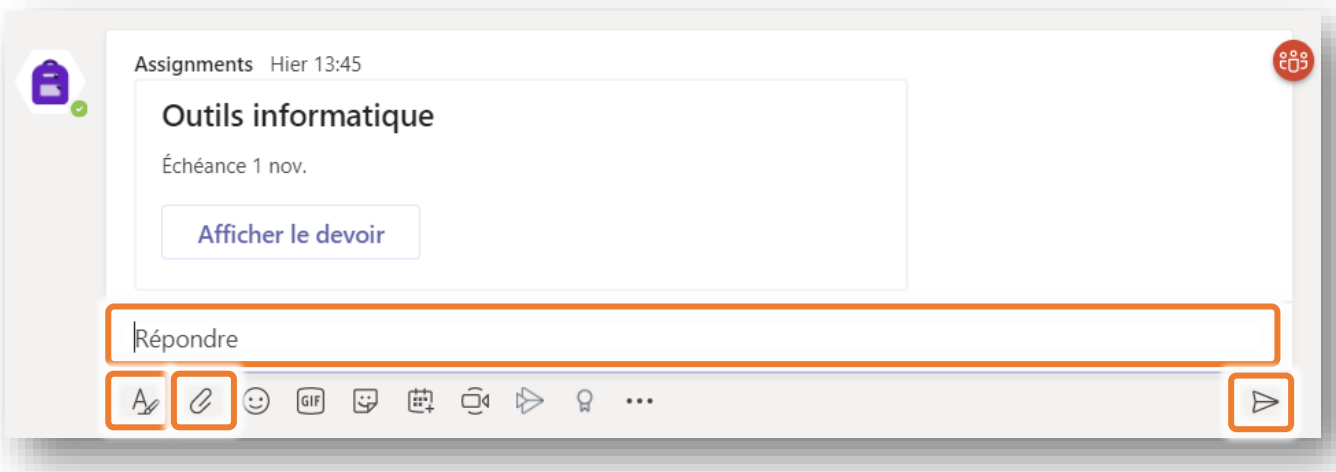 Assignments Hier 13:45
Outils informatique
Échéance 1 nov.
Afficher le devoir
Répondre
GIF